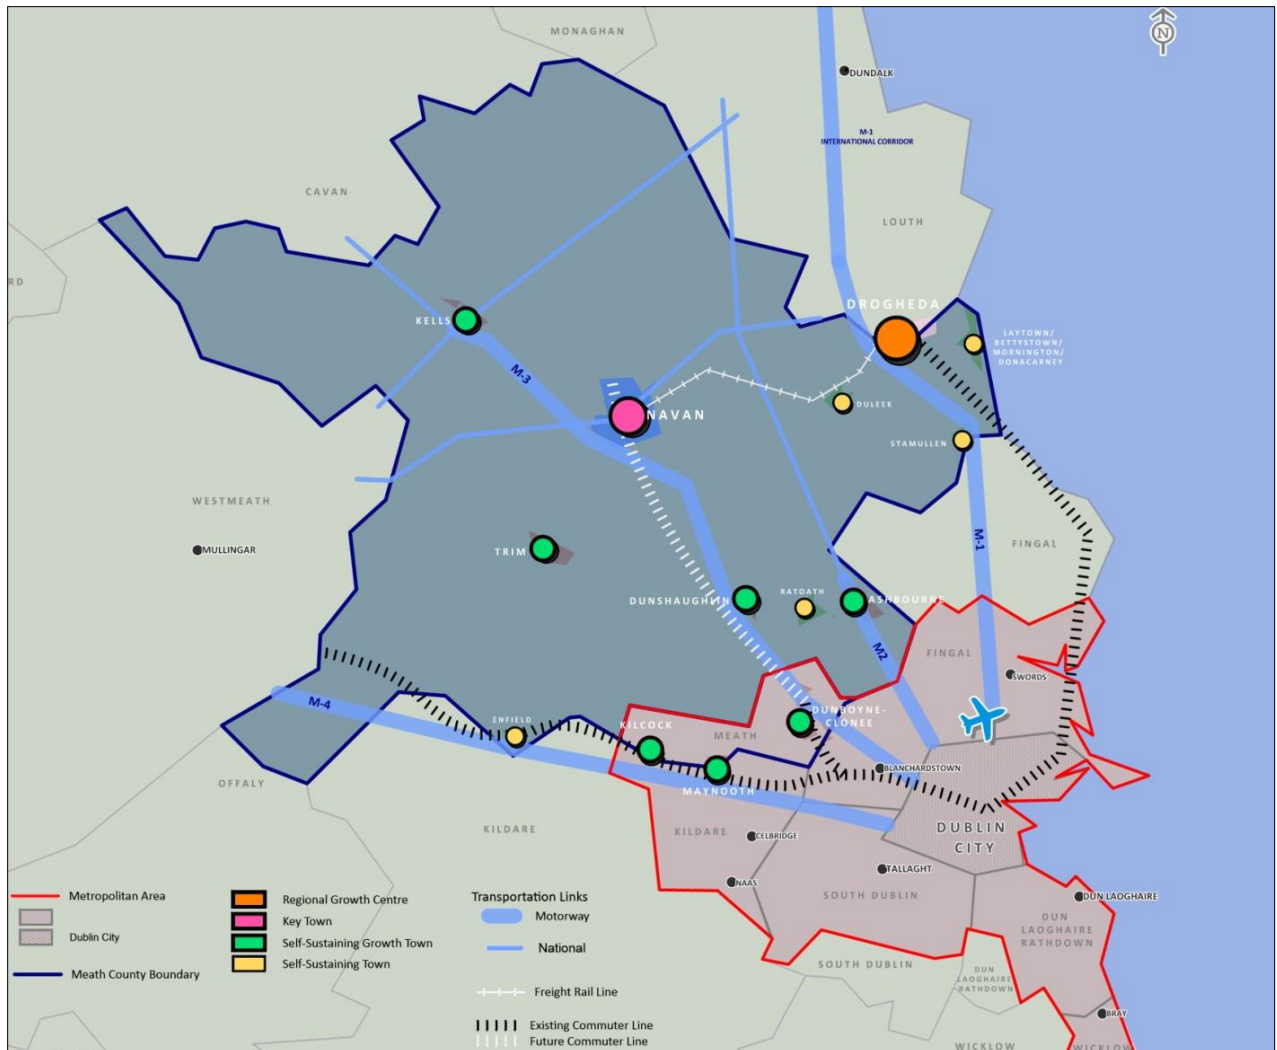 MONAGHAN
N
DUNDALK
M-1
INTERNATIONAL CORRIDOR
CAVAN
LOUTH
RD
DROGHEDA
KELLS
LAYTOWN/
BETTYSTOWN/
MORNINGTON/
DONACARNEY
M-3
NAVAN
DULEEK
STAMULLEN
WESTMEATH
MULLINGAR
TRIM
M-1
FINGAL
DUNSHAUGHLIN
RATOATH
ASHBOURNE
M2
FINGAL
SWORDS
M-4
ENFIELD
KILCOCK
MEATH
DUNBOYNE-
CLONEE
OFFALY
MAYNOOTH
BLANCHARDSTOWN
KILDARE
KILDARE
CELBRIDGE
DUBLIN
CITY
NAAS
TALLAGHT
SOUTH DUBLIN
DUN LAOGHAIRE
DUN
LAOGHAIRE
RATHDOWN
SOUTH DUBLIN
DUN
LAOGHAIRE
RATHDOWN
BRAY
WICKLOW
WICKLOW
Metropolitan Area
Dublin City
Meath County Boundary
Regional Growth Centre
Key Town
Self-Sustaining Growth Town
Self-Sustaining Town
Transportation Links
Motorway
National
Freight Rail Line
Existing Commuter Line
Future Commuter Line